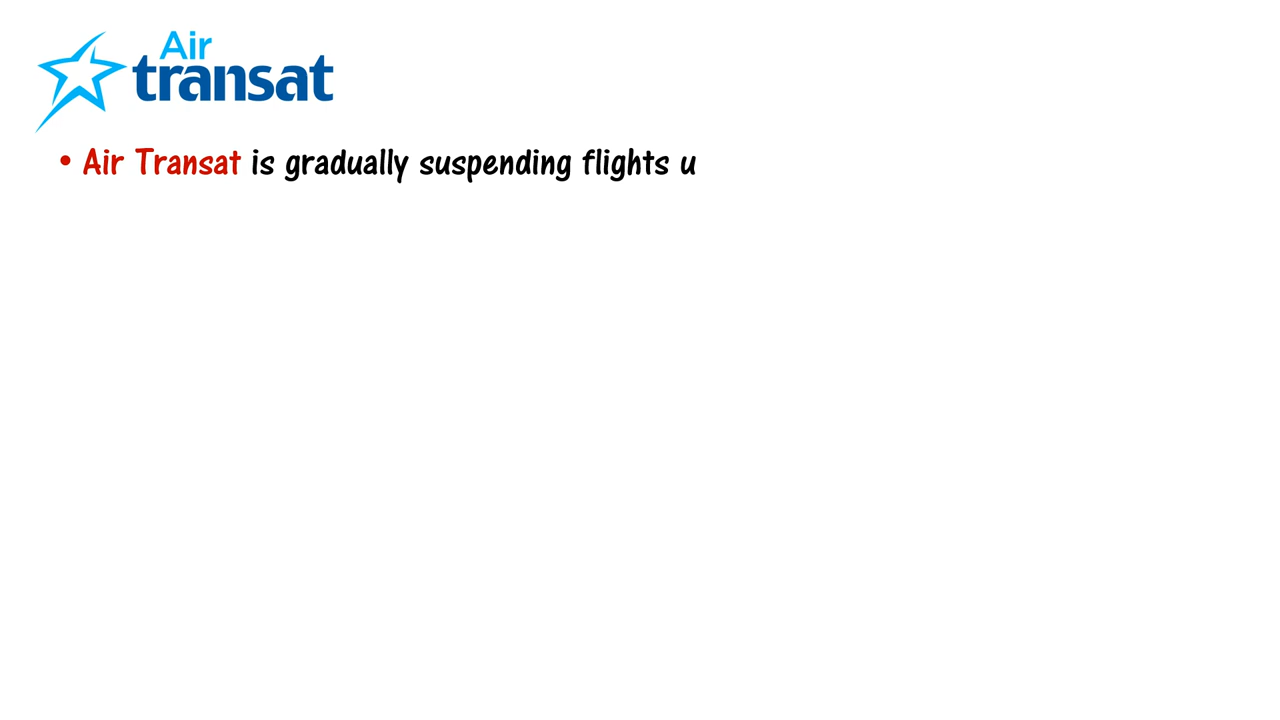 Air
transat
• Air Transat is gradually suspending flights u